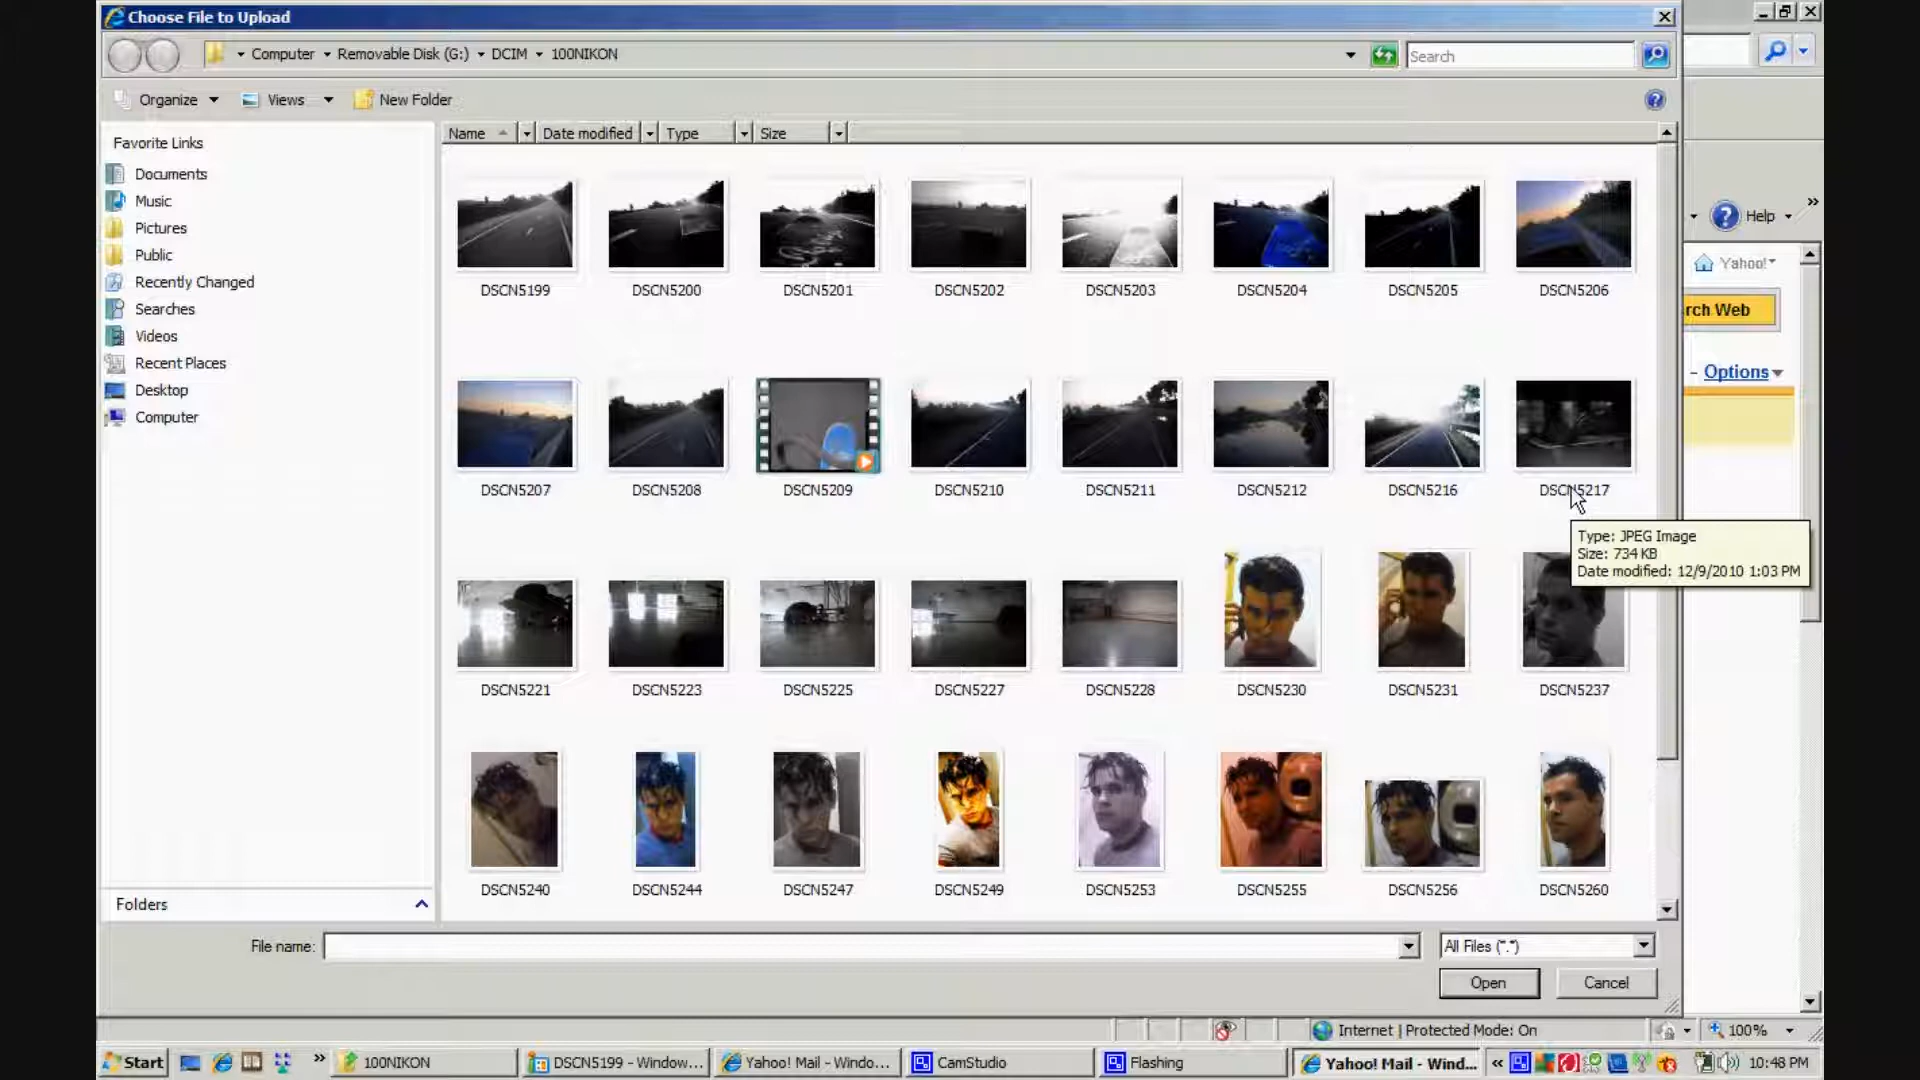 Choose File to Upload
Computer Removable Disk (G:) DCIM 100NIKON
Search
Organize Views New Folder
Favorite Links
Documents
Music
Pictures
Public
Recently Changed
Searches
Videos
Recent Places
Desktop
Computer
Folders
Name Date modified Type Size
DSCN5199 DSCN5200 DSCN5201 DSCN5202 DSCN5203 DSCN5204 DSCN5205 DSCN5206
DSCN5207 DSCN5208 DSCN5209 DSCN5210 DSCN5211 DSCN5212 DSCN5216 DSCN5217
Type: JPEG Image
Size: 734 KB
Date modified: 12/9/2010 1:03 PM
DSCN5221 DSCN5223 DSCN5225 DSCN5227 DSCN5228 DSCN5230 DSCN5231 DSCN5237
DSCN5240 DSCN5244 DSCN5247 DSCN5249 DSCN5253 DSCN5255 DSCN5256 DSCN5260
File name: All Files (*.*)
Open Cancel
Help »
Yahoo!
rch Web
- Options
Internet | Protected Mode: On 100%
Start » 100NIKON DSCN5199 - Window... Yahoo! Mail - Windo... CamStudio Flashing Yahoo! Mail - Wind... « 10:48 PM